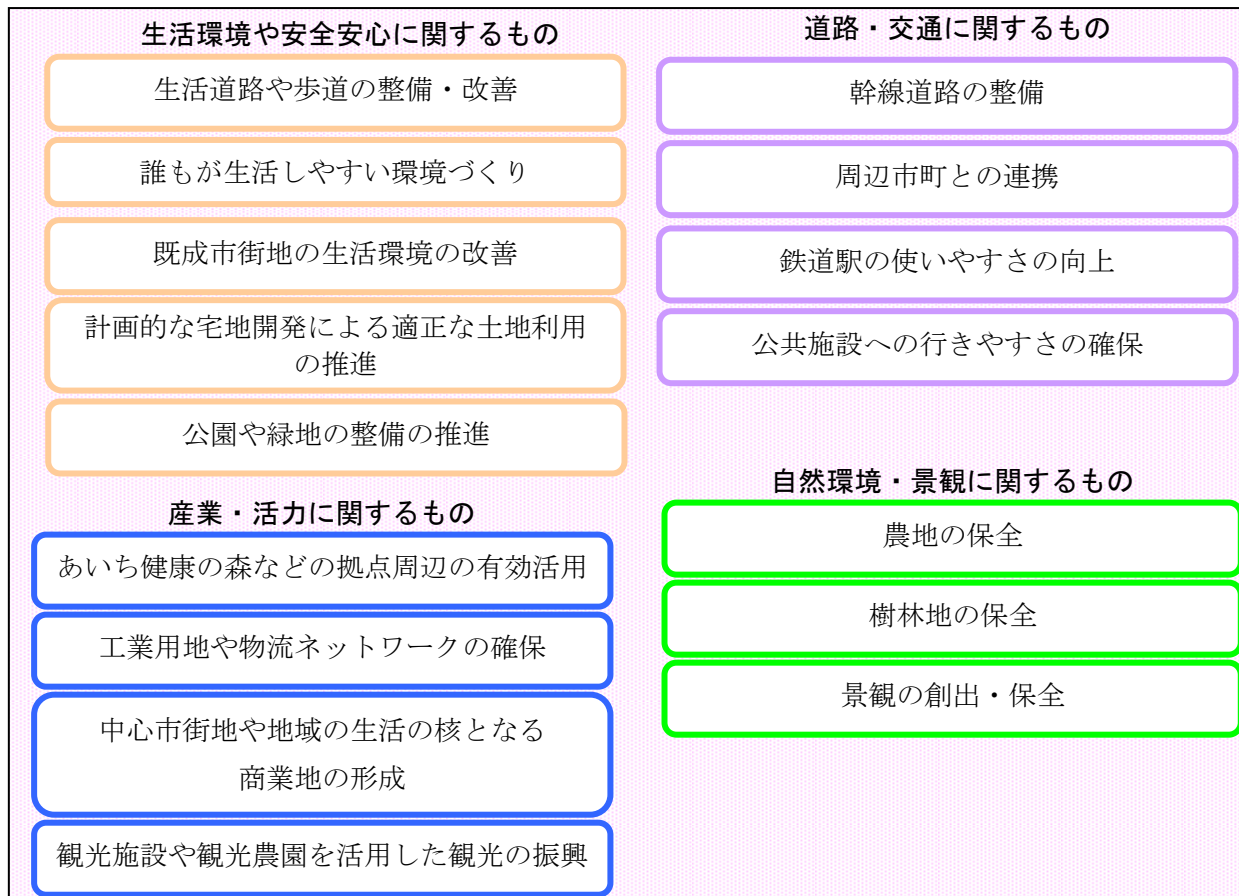 生活環境や安全安心に関するもの
生活道路や歩道の整備・改善
誰もが生活しやすい環境づくり
既成市街地の生活環境の改善
計画的な宅地開発による適正な土地利用
の推進
公園や緑地の整備の推進
道路・交通に関するもの
幹線道路の整備
周辺市町との連携
鉄道駅の使いやすさの向上
公共施設への行きやすさの確保
産業・活力に関するもの
あいち健康の森などの拠点周辺の有効活用
工業用地や物流ネットワークの確保
中心市街地や地域の生活の核となる
商業地の形成
観光施設や観光農園を活用した観光の振興
自然環境・景観に関するもの
農地の保全
樹林地の保全
景観の創出・保全